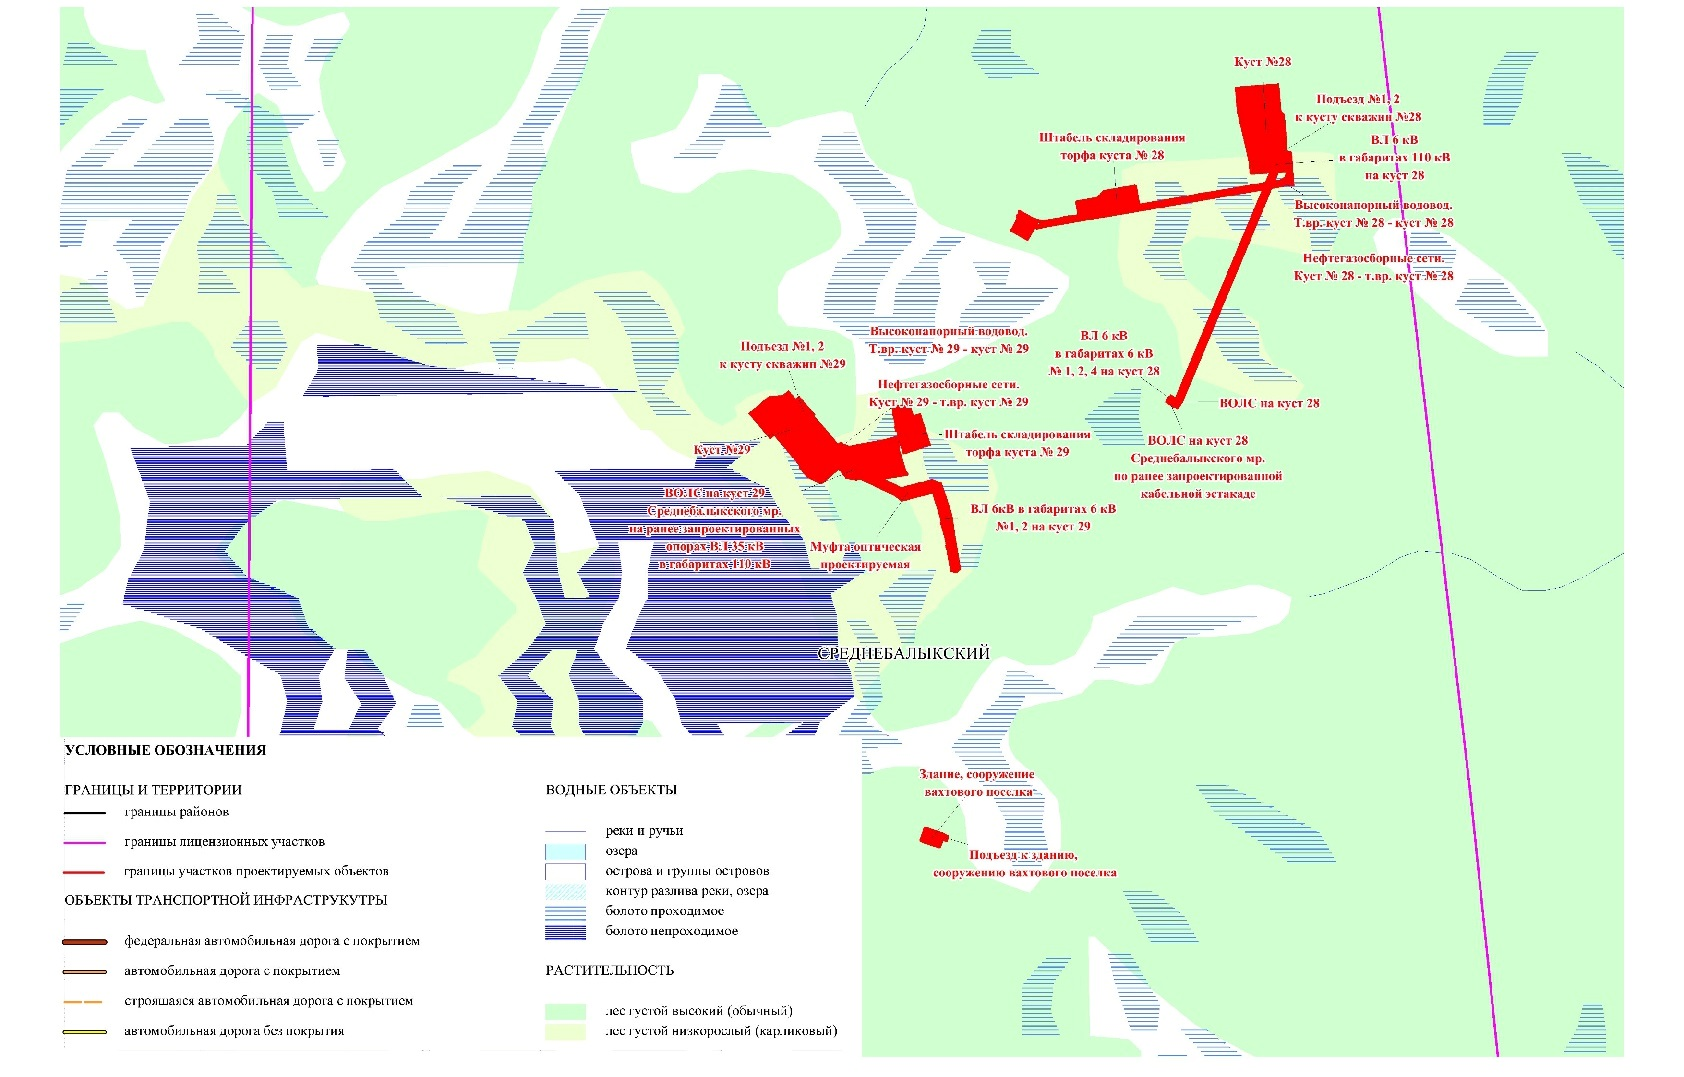 Куст №28
Подъезд №1, 2
к кусту скважин №28
ВЛ 6 кВ
в габаритах 110 кВ
на куст 28
Штабель складирования
торфа куста № 28
Высоконапорный водовод.
Т.вр. куст № 28 - куст № 28
Нефтегазосборные сети.
Куст № 28 - т.вр. куст № 28
ВЛ 6 кВ
в габаритах 6 кВ
№ 1, 2, 4 на куст 28
ВОЛС на куст 28
ВОЛС на куст 28
Среднебалыкского мр.
по ранее запроектированной
кабельной эстакаде
Высоконапорный водовод.
Т.вр. куст № 29 - куст № 29
Подъезд №1, 2
к кусту скважин №29
Нефтегазосборные сети.
Куст № 29 - т.вр. куст № 29
Штабель складирования
торфа куста № 29
Куст №29
ВОЛС на куст 29
Среднебалыкского мр.
на ранее запроектированных
опорах ВЛ 35 кВ
в габаритах 110 кВ
ВЛ 6кВ в габаритах 6 кВ
№1, 2 на куст 29
Муфта оптическая
проектируемая
СРЕДНЕБАЛЫКСКИЙ
Здание, сооружение
вахтового поселка
Подъезд к зданию,
сооружению вахтового поселка
УСЛОВНЫЕ ОБОЗНАЧЕНИЯ
ГРАНИЦЫ И ТЕРРИТОРИИ
границы районов
границы лицензионных участков
границы участков проектируемых объектов
ОБЪЕКТЫ ТРАНСПОРТНОЙ ИНФРАСТРУКУТРЫ
федеральная автомобильная дорога с покрытием
автомобильная дорога с покрытием
строящаяся автомобильная дорога с покрытием
автомобильная дорога без покрытия
ВОДНЫЕ ОБЪЕКТЫ
реки и ручьи
озера
острова и группы островов
контур разлива реки, озера
болото проходимое
болото непроходимое
РАСТИТЕЛЬНОСТЬ
лес густой высокий (обычный)
лес густой низкорослый (карликовый)